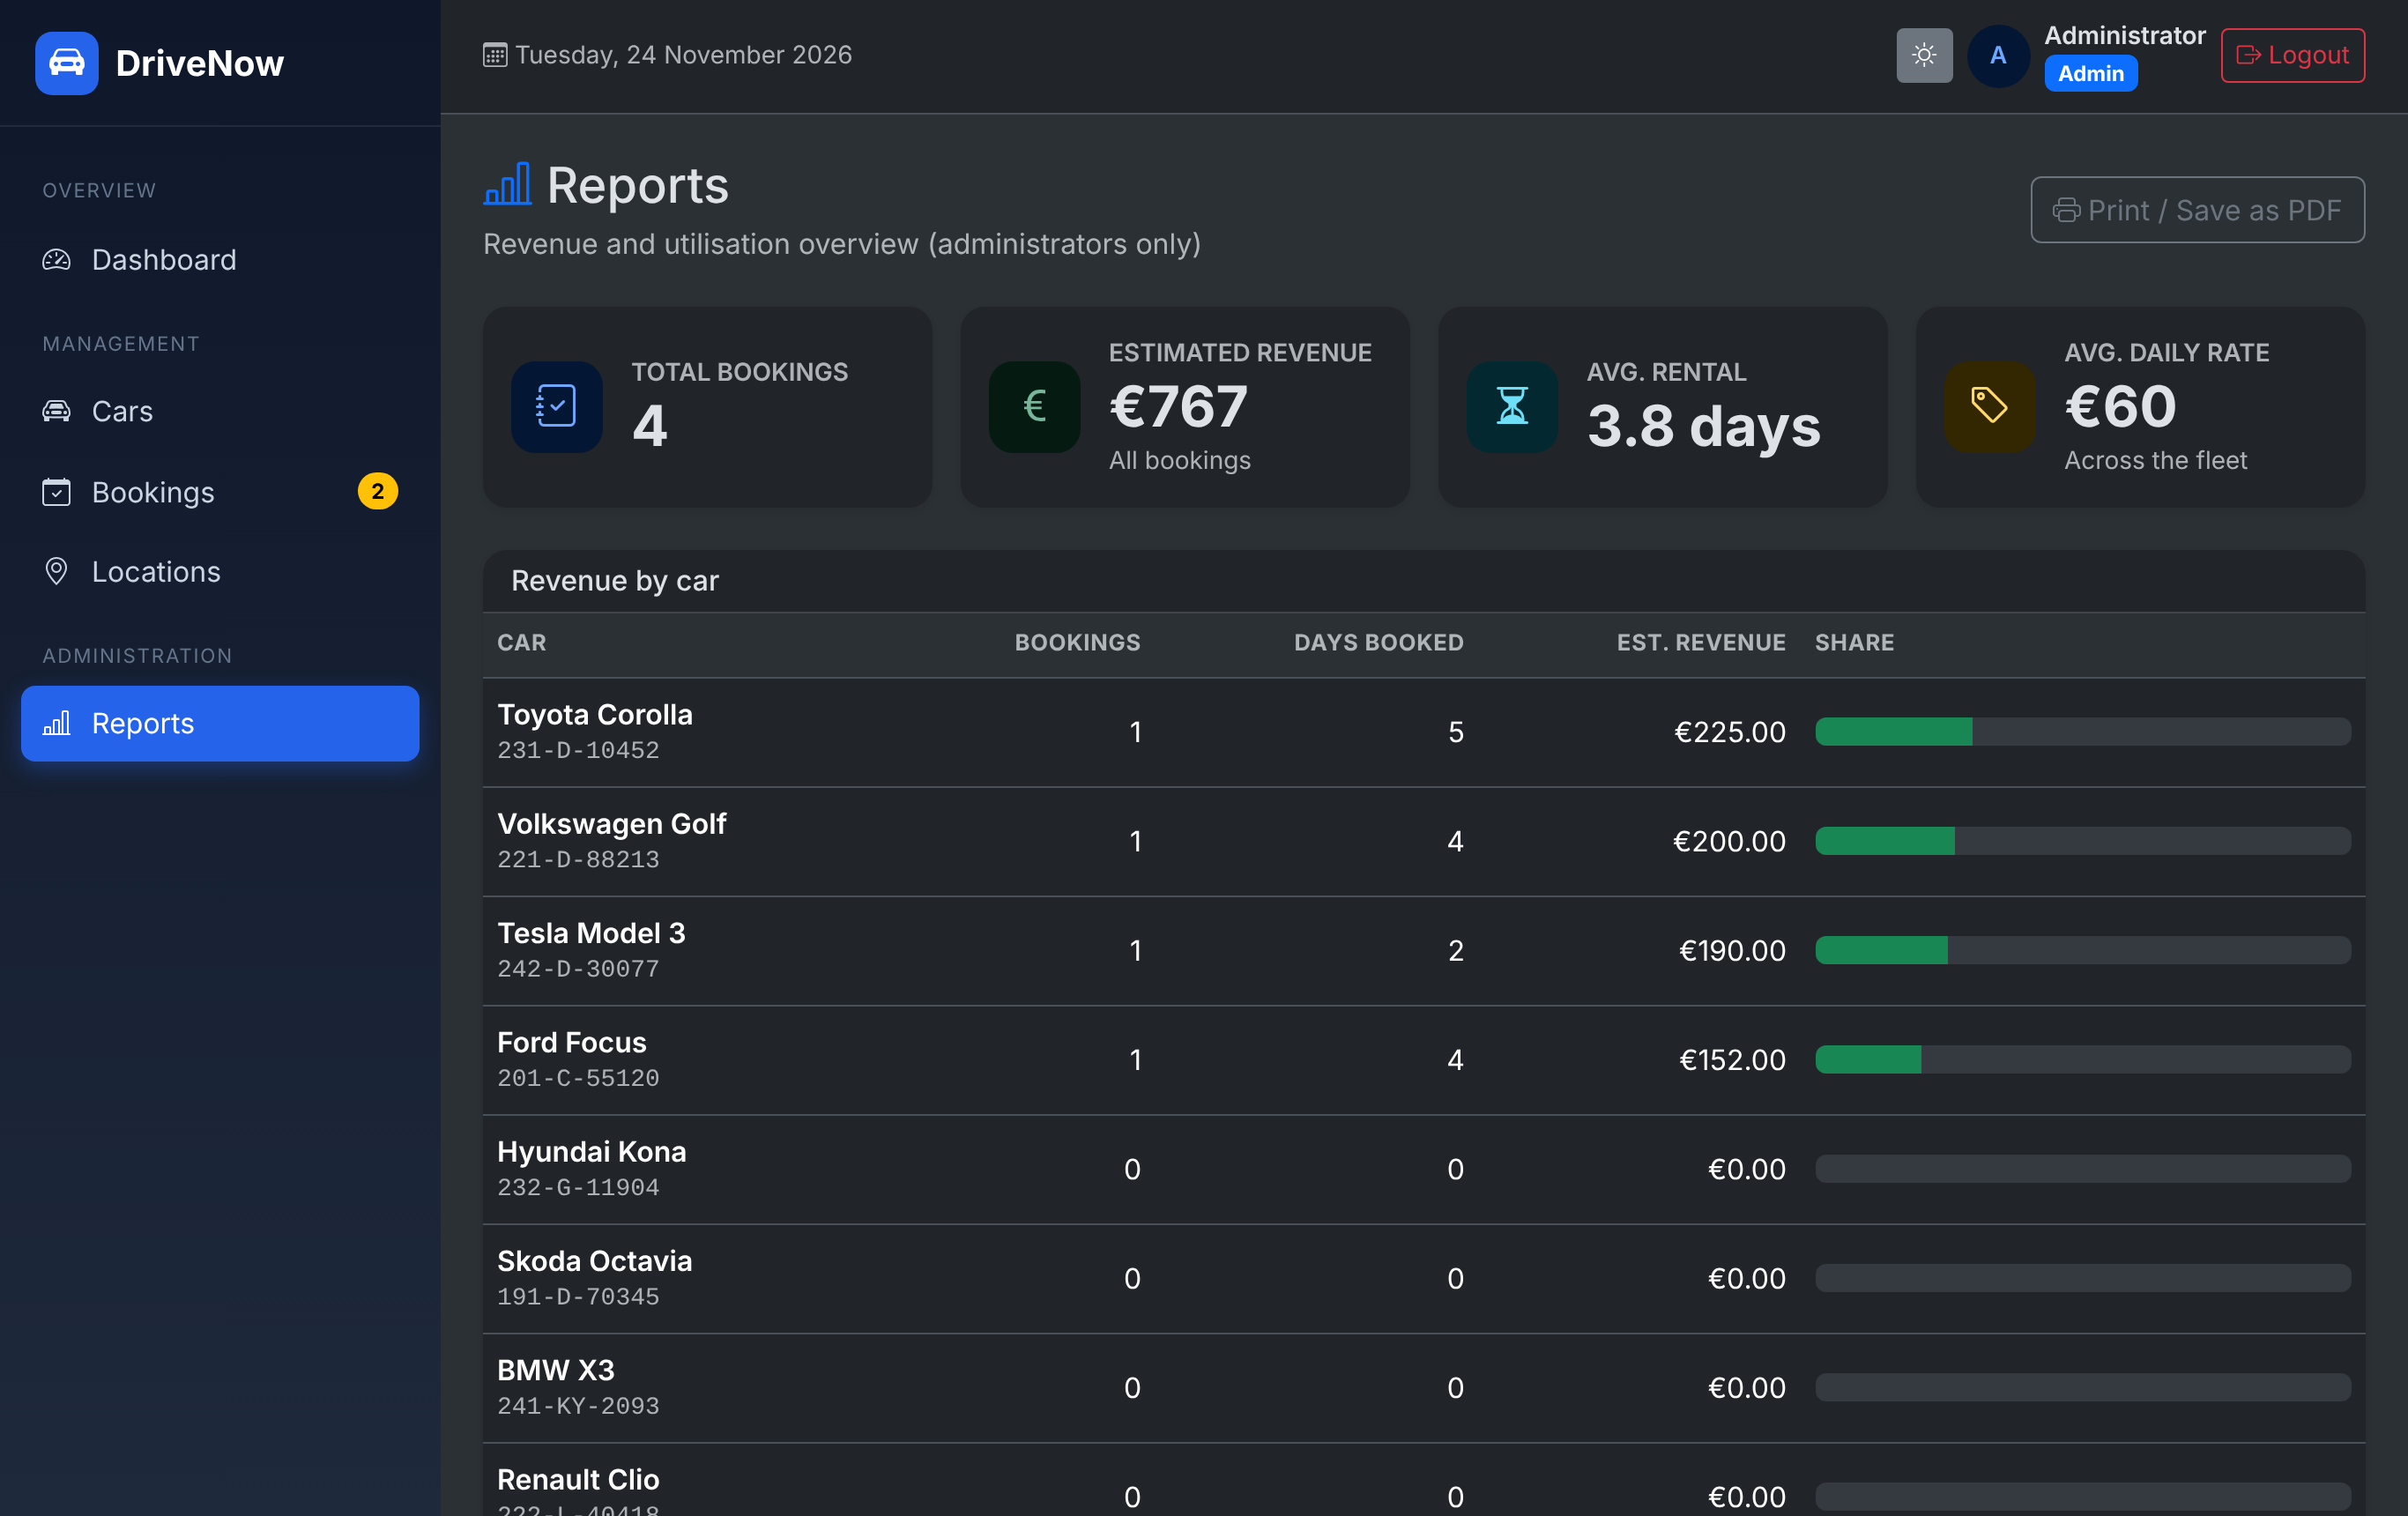 DriveNow
Tuesday, 24 November 2026
A
Administrator
Admin
Logout
OVERVIEW
Dashboard
MANAGEMENT
Cars
Bookings 2
Locations
ADMINISTRATION
Reports
Reports
Revenue and utilisation overview (administrators only)
Print / Save as PDF
TOTAL BOOKINGS
4
€
ESTIMATED REVENUE
€767
All bookings
AVG. RENTAL
3.8 days
AVG. DAILY RATE
€60
Across the fleet
Revenue by car
CAR BOOKINGS DAYS BOOKED EST. REVENUE SHARE
Toyota Corolla 1 5 €225.00
231-D-10452
Volkswagen Golf 1 4 €200.00
221-D-88213
Tesla Model 3 1 2 €190.00
242-D-30077
Ford Focus 1 4 €152.00
201-C-55120
Hyundai Kona 0 0 €0.00
232-G-11904
Skoda Octavia 0 0 €0.00
191-D-70345
BMW X3 0 0 €0.00
241-KY-2093
Renault Clio 0 0 €0.00